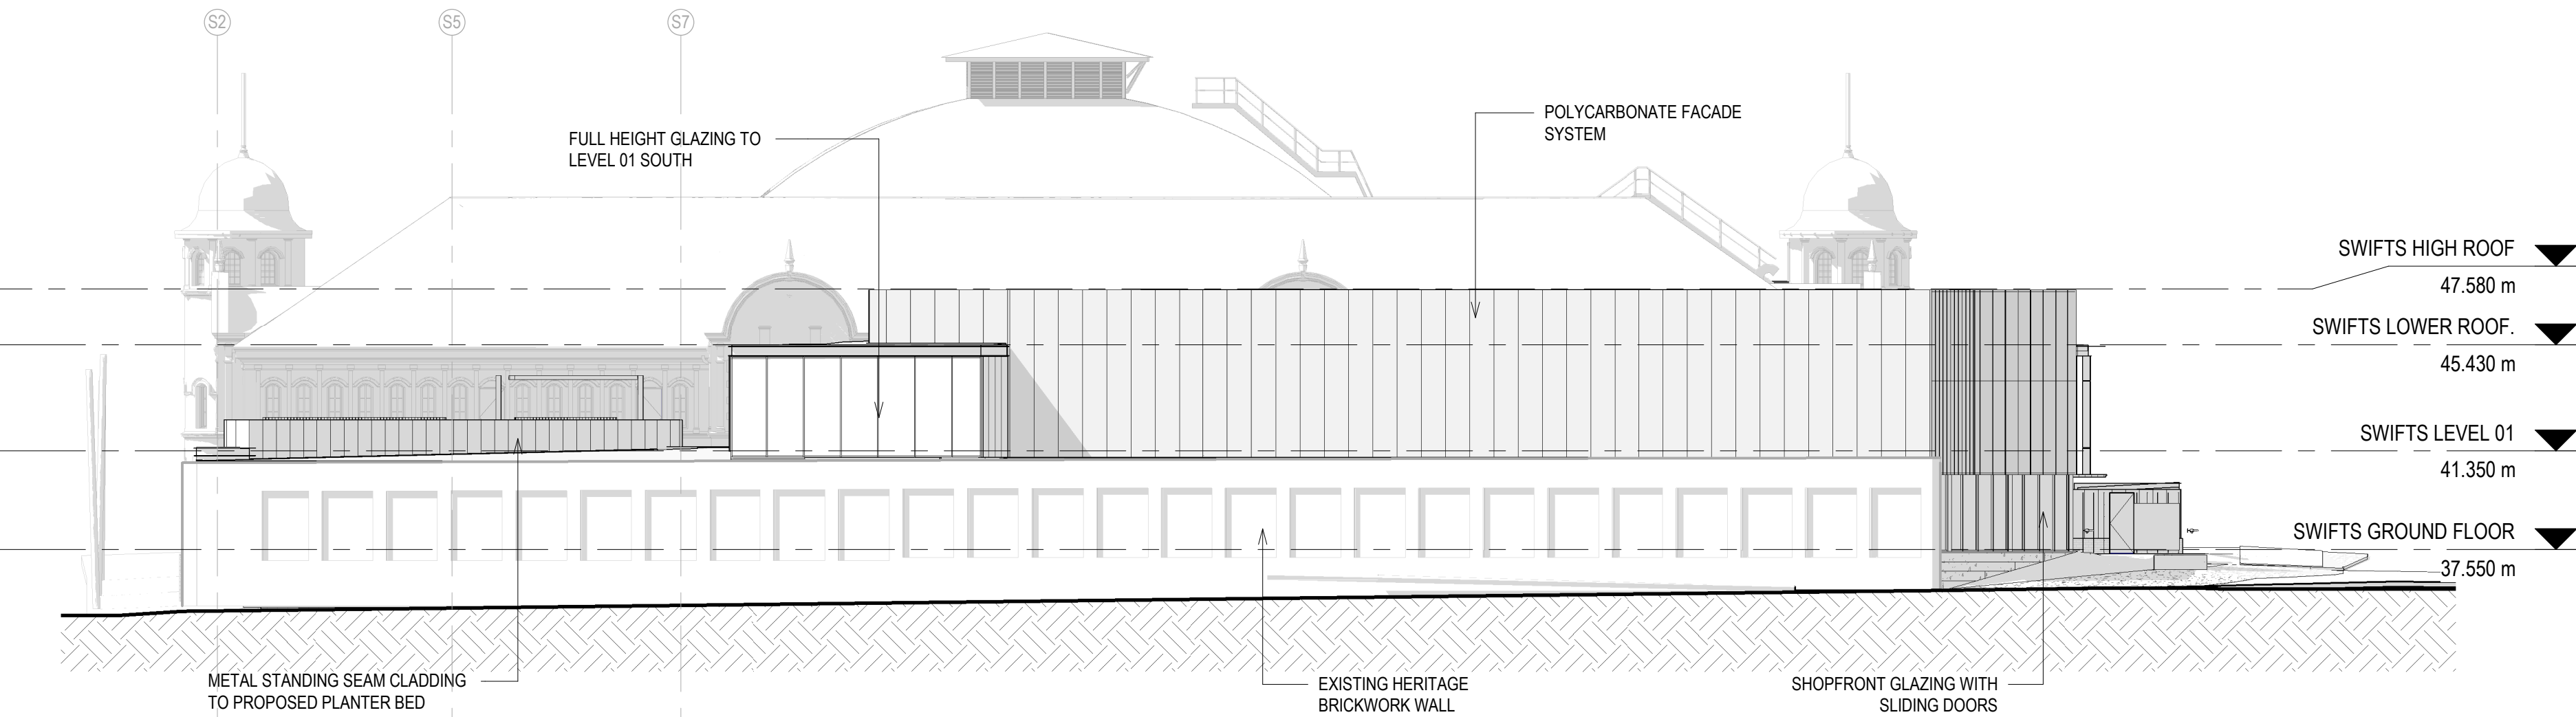 S2
S5
S7
POLYCARBONATE FACADE
SYSTEM
FULL HEIGHT GLAZING TO
LEVEL 01 SOUTH
SWIFTS HIGH ROOF
47.580 m
SWIFTS LOWER ROOF.
45.430 m
SWIFTS LEVEL 01
41.350 m
SWIFTS GROUND FLOOR
37.550 m
METAL STANDING SEAM CLADDING
TO PROPOSED PLANTER BED
EXISTING HERITAGE
BRICKWORK WALL
SHOPFRONT GLAZING WITH
SLIDING DOORS